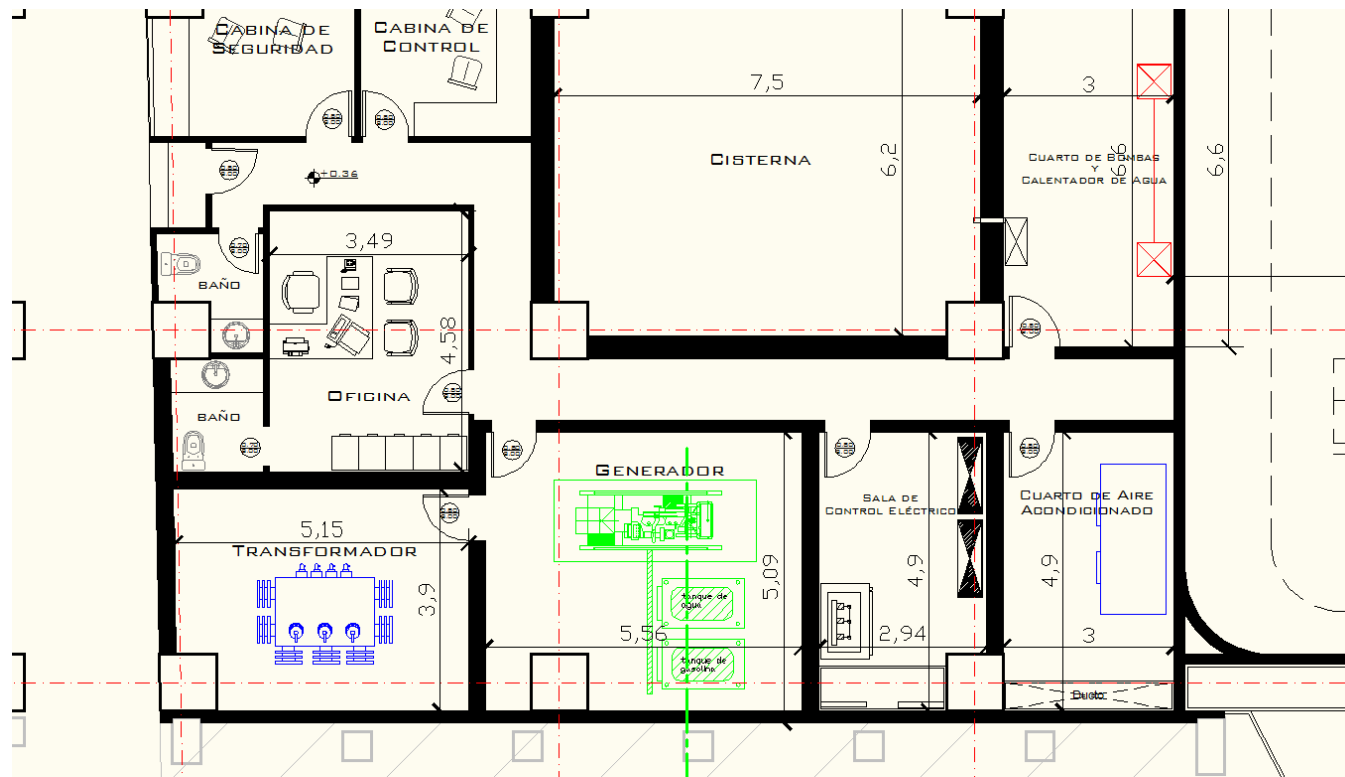 CABINA DE
SEGURIDAD
CABINA DE
CONTROL
7,5
3
CISTERNA
6,2
CUARTO DE BOMBAS
Y
CALENTADOR DE AGUA
6,6
6,6
+0.36
3,49
BAÑO
4,58
OFICINA
BAÑO
GENERADOR
SALA DE
CONTROL ELÉCTRICO
CUARTO DE AIRE
ACONDICIONADO
5,15
TRANSFORMADOR
3,9
5,09
4,9
4,9
tanque de
agua
5,56
2,94
3
tanque de
gasolina
Ducto